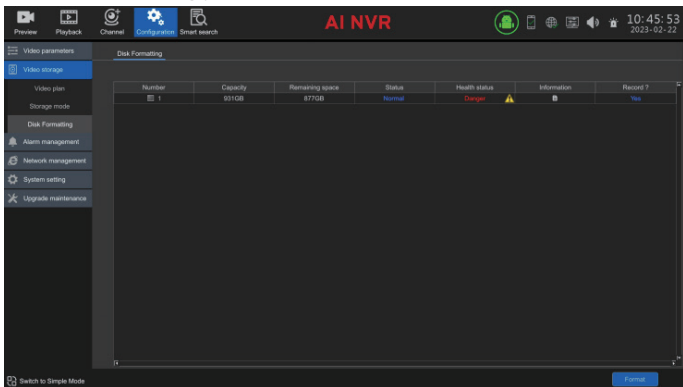 AI NVR
10:45:53
2023-02-22
Preview Playback Channel Configuration Smart search
Video parameters
Disk Formatting
Video storage
Video plan
Number Capacity Remaining space Status Health status Information Record ?
1 931GB 877GB Normal Danger Yes
Storage mode
Disk Formatting
Alarm management
Network management
System setting
Upgrade maintenance
Switch to Simple Mode
Format